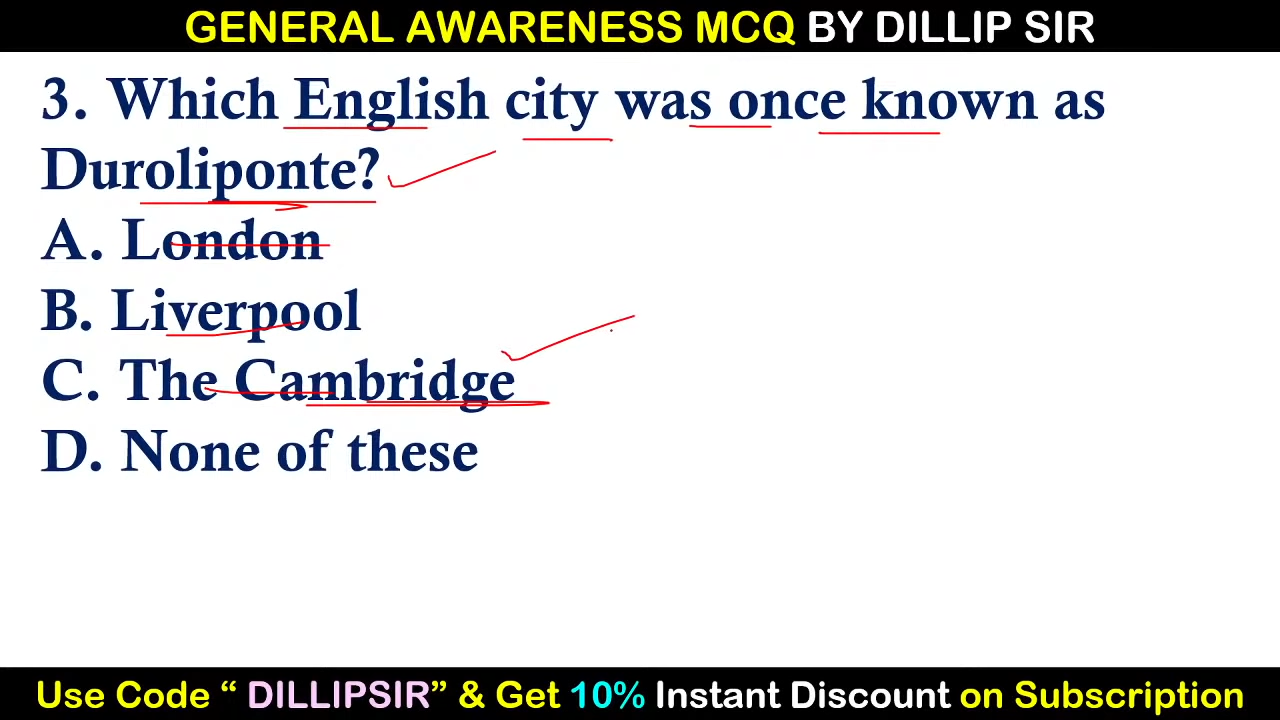 GENERAL AWARENESS MCQ BY DILLIP SIR
3. Which English city was once known as
Duroliponte?
A. London
B. Liverpool
C. The Cambridge
D. None of these
Use Code “ DILLIPSIR” & Get 10% Instant Discount on Subscription